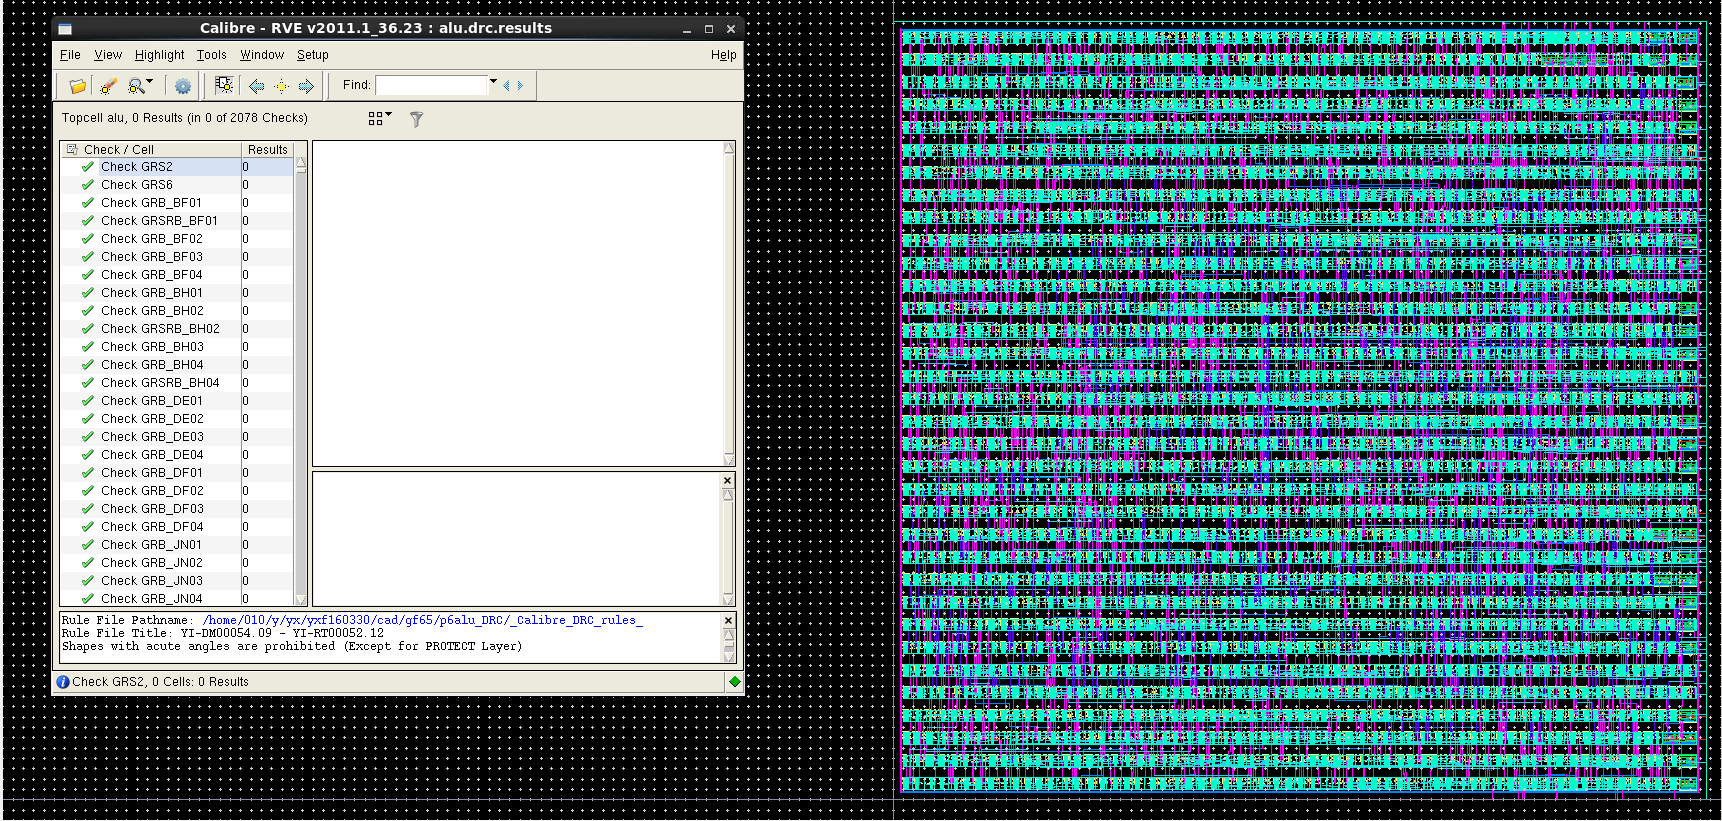 Calibre - RVE v2011.1_36.23 : alu.drc.results
File View Highlight Tools Window Setup Help
Find:
Topcell alu, 0 Results (in 0 of 2078 Checks)
Check / Cell Results
Check GRS2 0
Check GRS6 0
Check GRB_BF01 0
Check GRSRB_BF01 0
Check GRB_BF02 0
Check GRB_BF03 0
Check GRB_BF04 0
Check GRB_BH01 0
Check GRB_BH02 0
Check GRSRB_BH02 0
Check GRB_BH03 0
Check GRB_BH04 0
Check GRSRB_BH04 0
Check GRB_DE01 0
Check GRB_DE02 0
Check GRB_DE03 0
Check GRB_DE04 0
Check GRB_DF01 0
Check GRB_DF02 0
Check GRB_DF03 0
Check GRB_DF04 0
Check GRB_JN01 0
Check GRB_JN02 0
Check GRB_JN03 0
Check GRB_JN04 0
Rule File Pathname: /home/010/y/yx/yxf160330/cad/gf65/p6alu_DRC/_Calibre_DRC_rules_
Rule File Title: YI-DM00054.09 - YI-RT00052.12
Shapes with acute angles are prohibited (Except for PROTECT Layer)
Check GRS2, 0 Cells: 0 Results